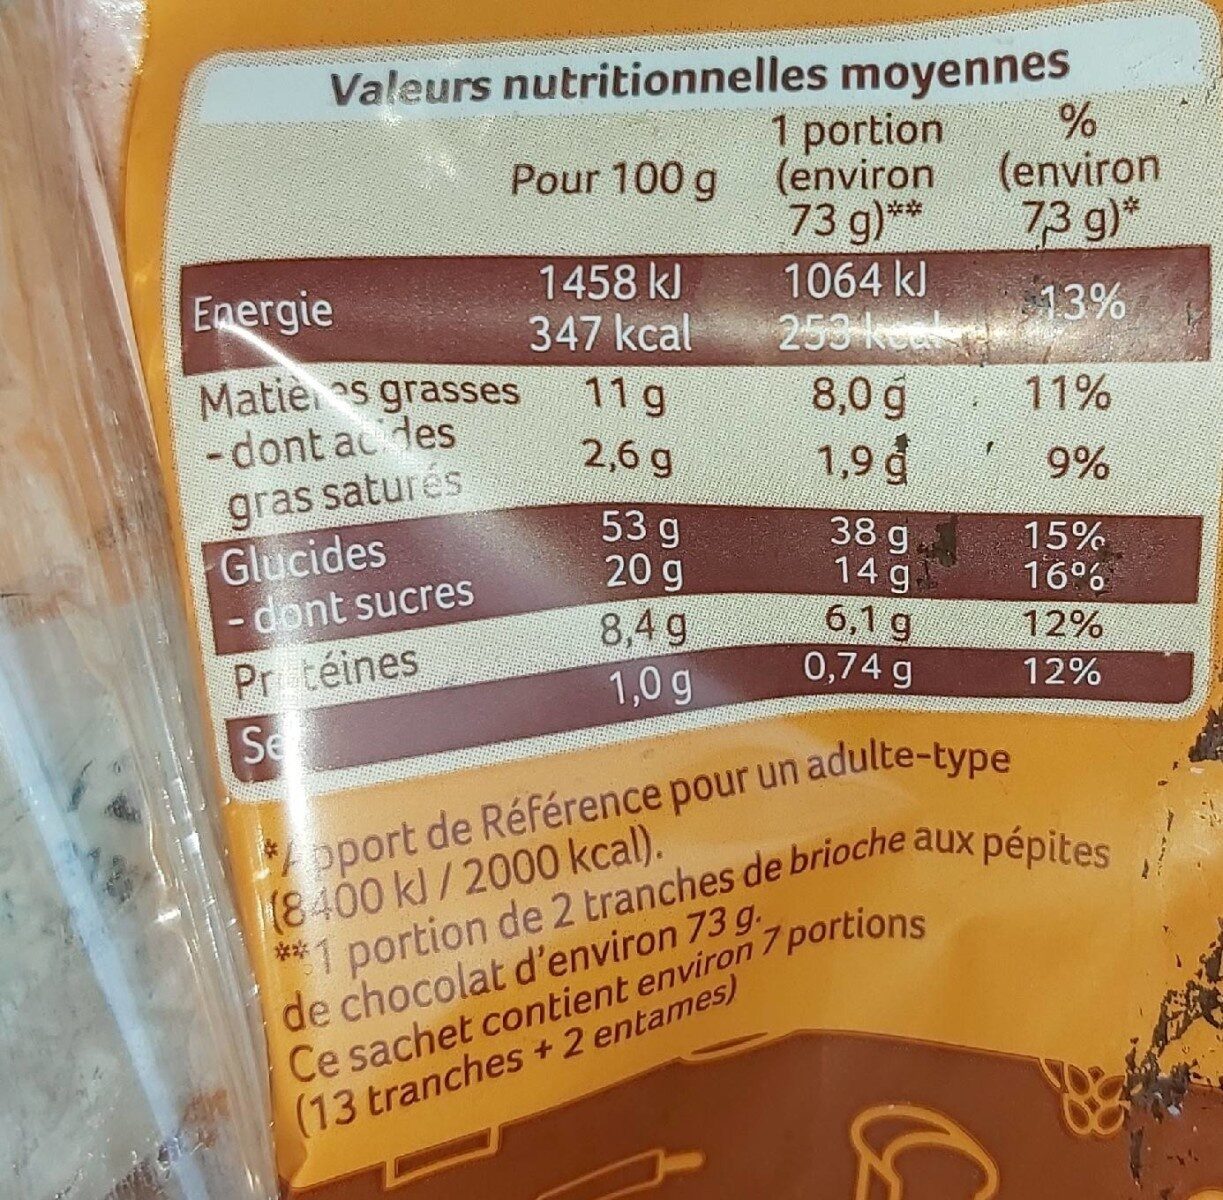 Valeurs nutritionnelles moyennes
Pour 100 g 1 portion (environ 73 g)** % (environ 73 g)*
Energie 1458 kJ 1064 kJ 13%
347 kcal 253 kcal
Matières grasses 11 g 8,0 g 11%
- dont acides
gras saturés 2,6 g 1,9 g 9%
Glucides 53 g 38 g 15%
- dont sucres 20 g 14 g 16%
Protéines 8,4 g 6,1 g 12%
Sel 1,0 g 0,74 g 12%
*Apport de Référence pour un adulte-type
(8400 kJ / 2000 kcal).
**1 portion de 2 tranches de brioche aux pépites
de chocolat d'environ 73 g.
Ce sachet contient environ 7 portions
(13 tranches + 2 entames)